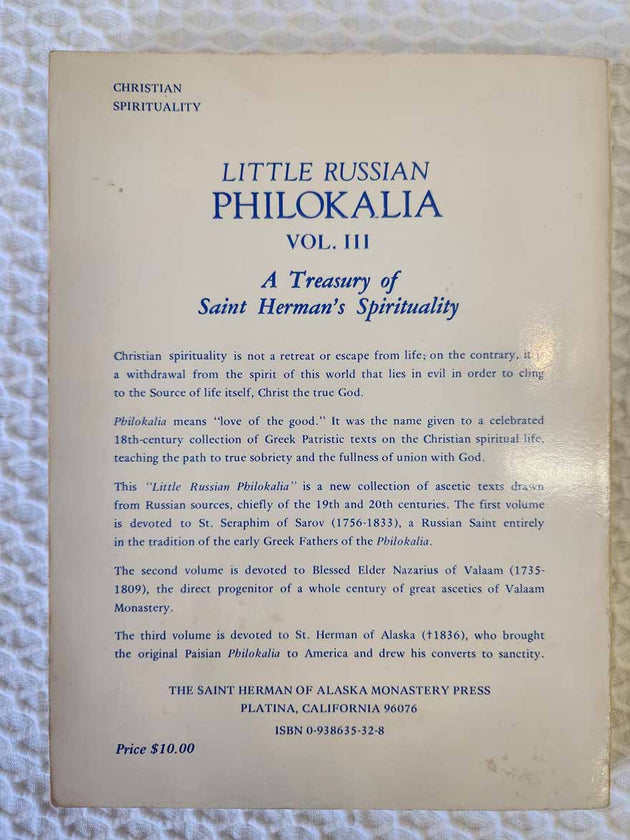 CHRISTIAN
SPIRITUALITY
LITTLE RUSSIAN
PHILOKALIA
VOL. III
A Treasury of
Saint Herman's Spirituality
Christian spirituality is not a retreat or escape from life; on the contrary, it is
a withdrawal from the spirit of this world that lies in evil in order to cling
to the Source of life itself, Christ the true God.
Philokalia means "love of the good." It was the name given to a celebrated
18th-century collection of Greek Patristic texts on the Christian spiritual life,
teaching the path to true sobriety and the fullness of union with God.
This "Little Russian Philokalia" is a new collection of ascetic texts drawn
from Russian sources, chiefly of the 19th and 20th centuries. The first volume
is devoted to St. Seraphim of Sarov (1756-1833), a Russian Saint entirely
in the tradition of the early Greek Fathers of the Philokalia.
The second volume is devoted to Blessed Elder Nazarius of Valaam (1735-
1809), the direct progenitor of a whole century of great ascetics of Valaam
Monastery.
The third volume is devoted to St. Herman of Alaska (†1836), who brought
the original Paisian Philokalia to America and drew his converts to sanctity.
THE SAINT HERMAN OF ALASKA MONASTERY PRESS
PLATINA, CALIFORNIA 96076
ISBN 0-938635-32-8
Price $10.00